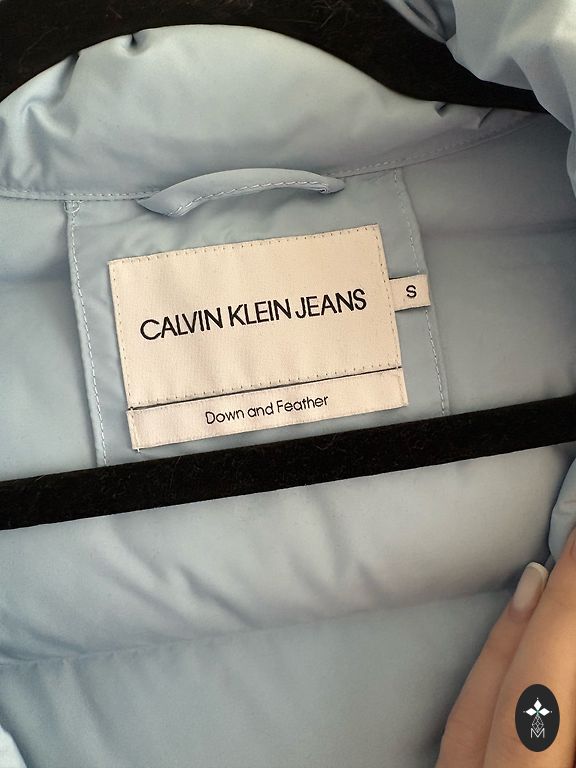 CALVIN KLEIN JEANS
S
Down and Feather
M